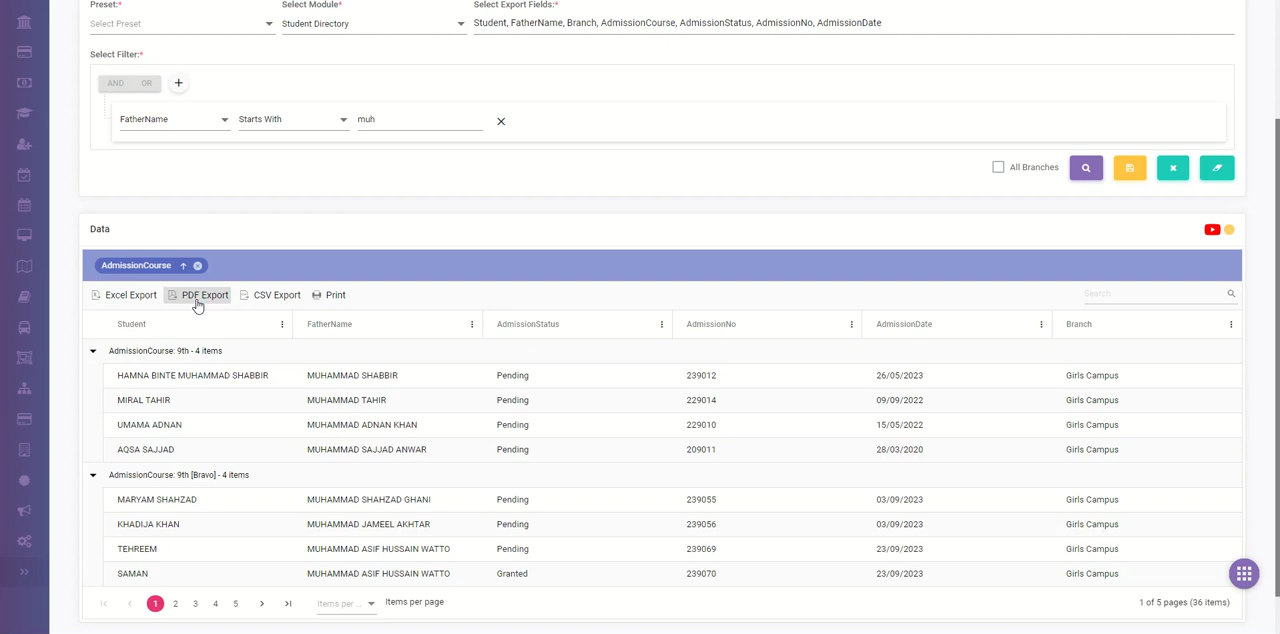 Preset:*
Select Module*
Select Export Fields:*
Select Preset
Student Directory
Student, FatherName, Branch, AdmissionCourse, AdmissionStatus, AdmissionNo, AdmissionDate
Select Filter:*
AND OR
FatherName
Starts With
muh
All Branches
Data
AdmissionCourse
Excel Export PDF Export CSV Export Print
Search
Student FatherName AdmissionStatus AdmissionNo AdmissionDate Branch
AdmissionCourse: 9th - 4 items
HAMNA BINTE MUHAMMAD SHABBIR MUHAMMAD SHABBIR Pending 239012 26/05/2023 Girls Campus
MIRAL TAHIR MUHAMMAD TAHIR Pending 229014 09/09/2022 Girls Campus
UMAMA ADNAN MUHAMMAD ADNAN KHAN Pending 229010 15/05/2022 Girls Campus
AQSA SAJJAD MUHAMMAD SAJJAD ANWAR Pending 209011 28/03/2020 Girls Campus
AdmissionCourse: 9th [Bravo] - 4 items
MARYAM SHAHZAD MUHAMMAD SHAHZAD GHANI Pending 239055 03/09/2023 Girls Campus
KHADIJA KHAN MUHAMMAD JAMEEL AKHTAR Pending 239056 03/09/2023 Girls Campus
TEHREEM MUHAMMAD ASIF HUSSAIN WATTO Pending 239069 23/09/2023 Girls Campus
SAMAN MUHAMMAD ASIF HUSSAIN WATTO Granted 239070 23/09/2023 Girls Campus
1 2 3 4 5 Items per ... Items per page 1 of 5 pages (36 items)